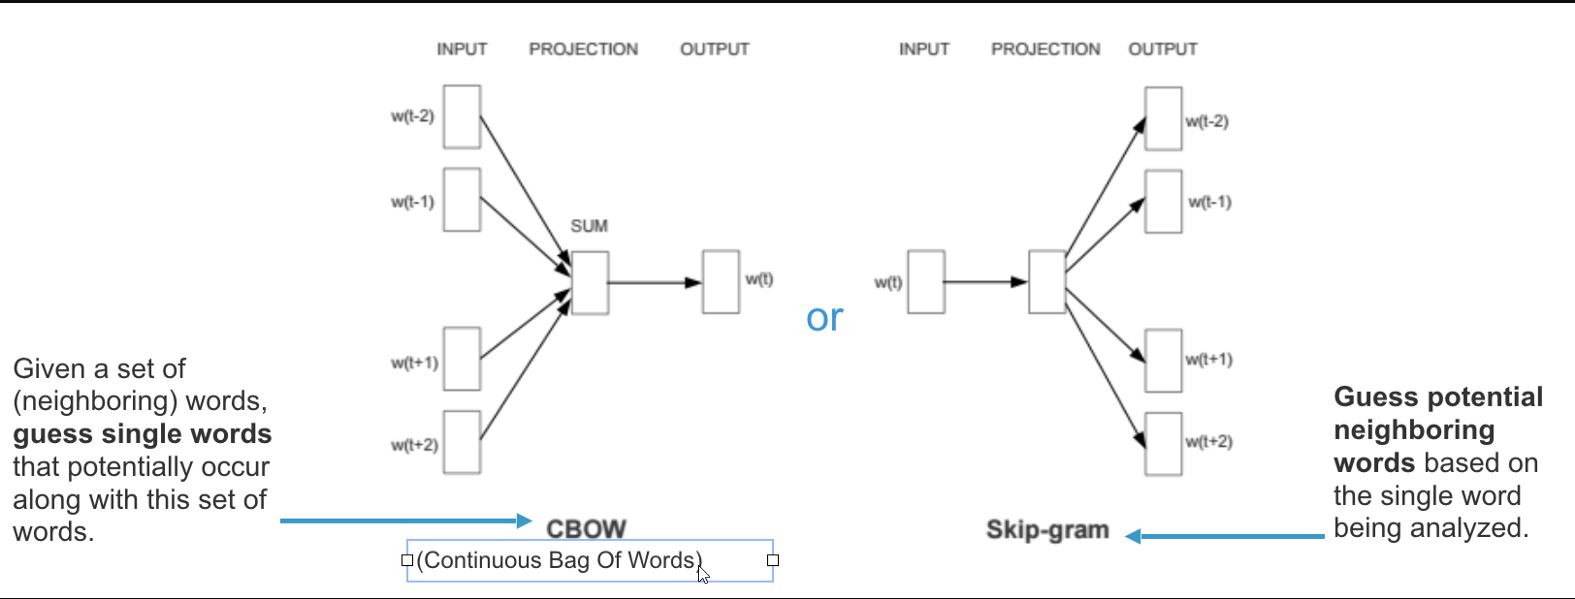 INPUT PROJECTION OUTPUT
w(t-2)
w(t-1)
SUM
w(t)
w(t+1)
w(t+2)
Given a set of
(neighboring) words,
guess single words
that potentially occur
along with this set of
words.
CBOW
(Continuous Bag Of Words)
or
INPUT PROJECTION OUTPUT
w(t-2)
w(t-1)
w(t)
w(t+1)
w(t+2)
Skip-gram
Guess potential
neighboring
words based on
the single word
being analyzed.